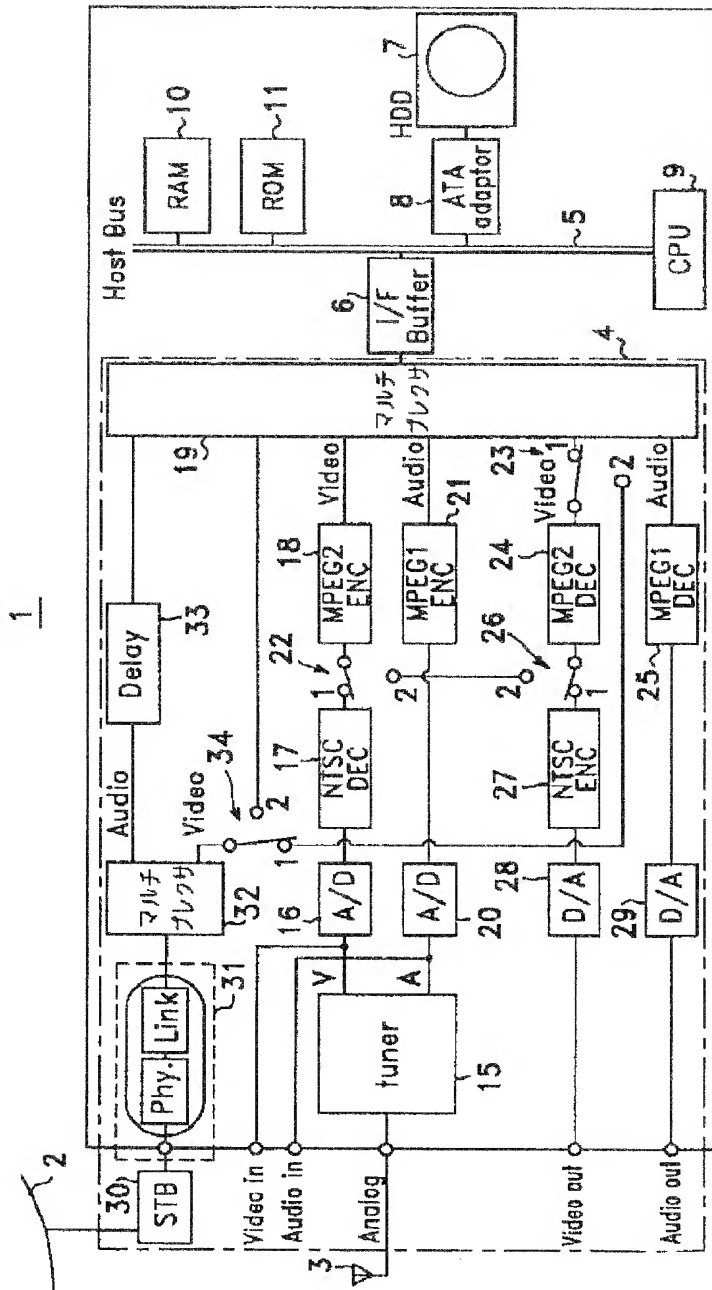 1
2
30
STB
31
Phy.
Link
32
マルチ
プレクサ
Audio
Video
34
1
2
Delay
33
19
マルチ
プレクサ
4
Video in
Audio in
Analog
3
tuner
15
V
A
16
A/D
17
NTSC
DEC
22
1
2
18
MPEG2
ENC
Video
20
A/D
21
MPEG1
ENC
Audio
Video out
28
D/A
27
NTSC
ENC
26
1
2
24
MPEG2
DEC
Video
23
1
2
Audio out
29
D/A
25
MPEG1
DEC
Audio
6
I/F
Buffer
Host Bus
5
RAM
10
ROM
11
8
ATA
adaptor
HDD
7
CPU
9